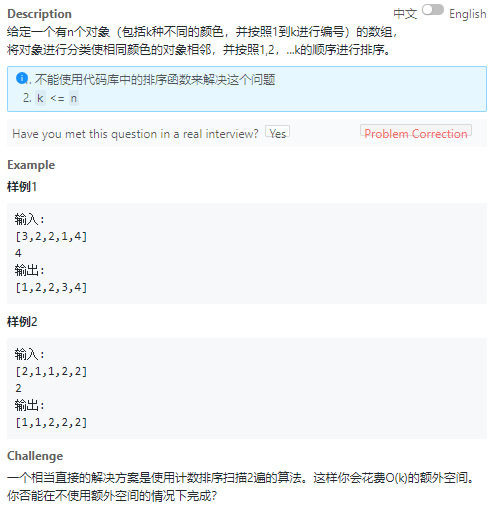 Description 中文 English
给定一个有n个对象（包括k种不同的颜色，并按照1到k进行编号）的数组，
将对象进行分类使相同颜色的对象相邻，并按照1,2，...k的顺序进行排序。
1. 不能使用代码库中的排序函数来解决这个问题
2. k <= n
Have you met this question in a real interview? Yes Problem Correction
Example
样例1
输入:
[3,2,2,1,4]
4
输出:
[1,2,2,3,4]
样例2
输入:
[2,1,1,2,2]
2
输出:
[1,1,2,2,2]
Challenge
一个相当直接的解决方案是使用计数排序扫描2遍的算法。这样你会花费O(k)的额外空间。
你否能在不使用额外空间的情况下完成？